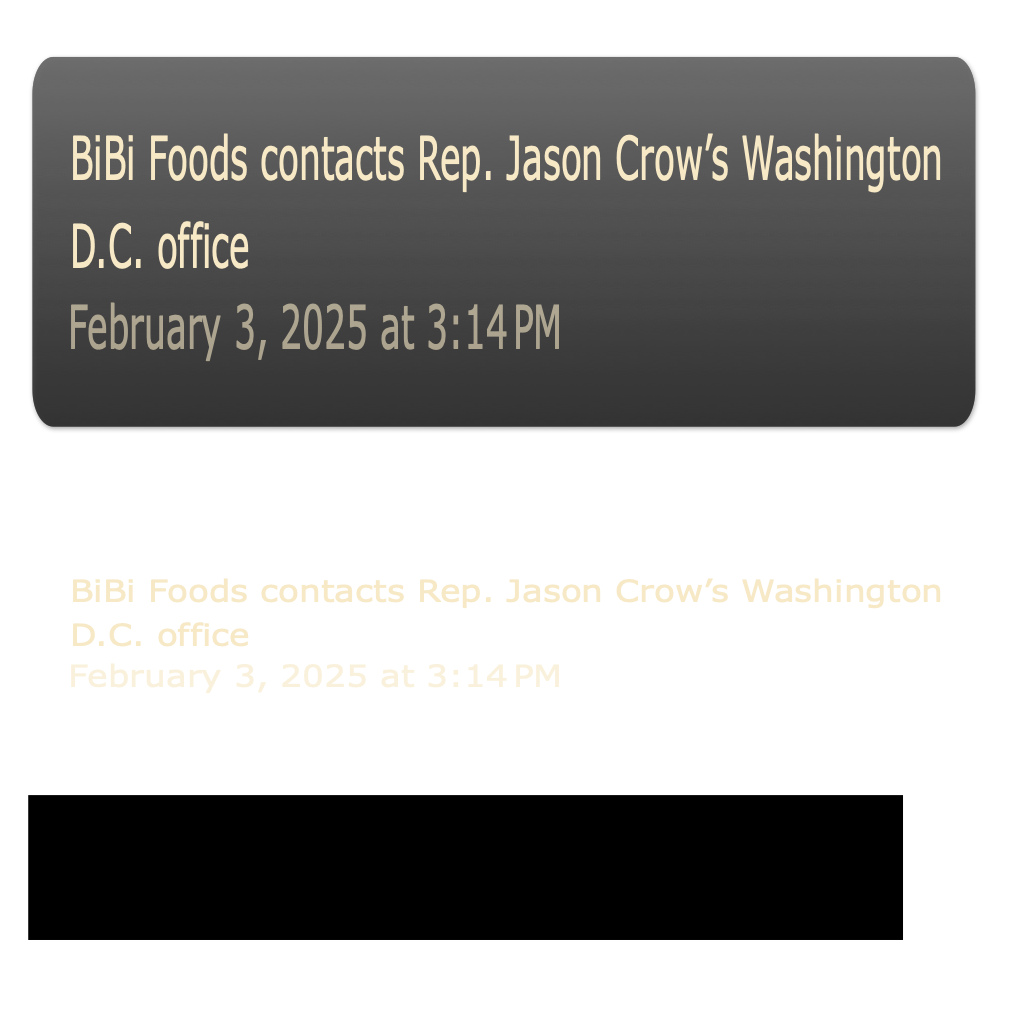 BiBi Foods contacts Rep. Jason Crow’s Washington
D.C. office
February 3, 2025 at 3:14 PM
BiBi Foods contacts Rep. Jason Crow’s Washington
D.C. office
February 3, 2025 at 3:14 PM